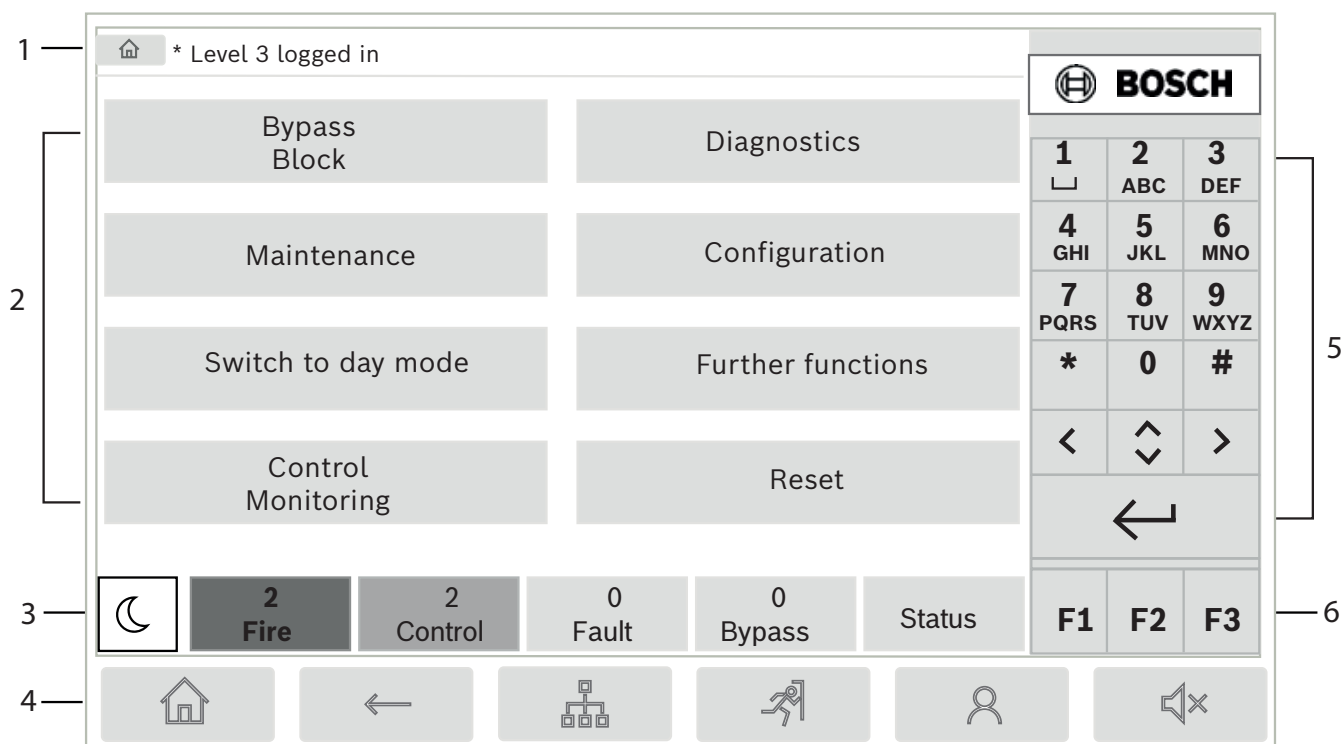 1
* Level 3 logged in
BOSCH
2
Bypass
Block
Diagnostics
Maintenance
Configuration
Switch to day mode
Further functions
Control
Monitoring
Reset
1 2 3
ABC DEF
4 5 6
GHI JKL MNO
7 8 9
PQRS TUV WXYZ
* 0 #
5
3
2
Fire
2
Control
0
Fault
0
Bypass
Status
F1 F2 F3
6
4